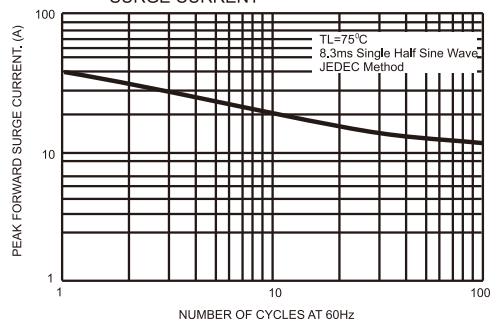 SURGE CURRENT
100
TL=75⁰C
8.3ms Single Half Sine Wave
JEDEC Method
PEAK FORWARD SURGE CURRENT, (A)
10
1
1
10
100
NUMBER OF CYCLES AT 60Hz